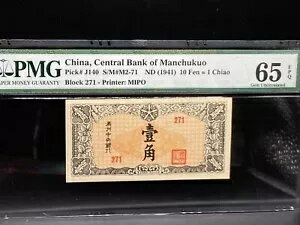 PMG
PAPER MONEY GUARANTY
China, Central Bank of Manchukuo
Pick# J140 S/M#M2-71 ND (1941) 10 Fen = 1 Chiao
Block 271 - Printer: MIPO
65 EPQ
Gem Uncirculated
271
壹角
271